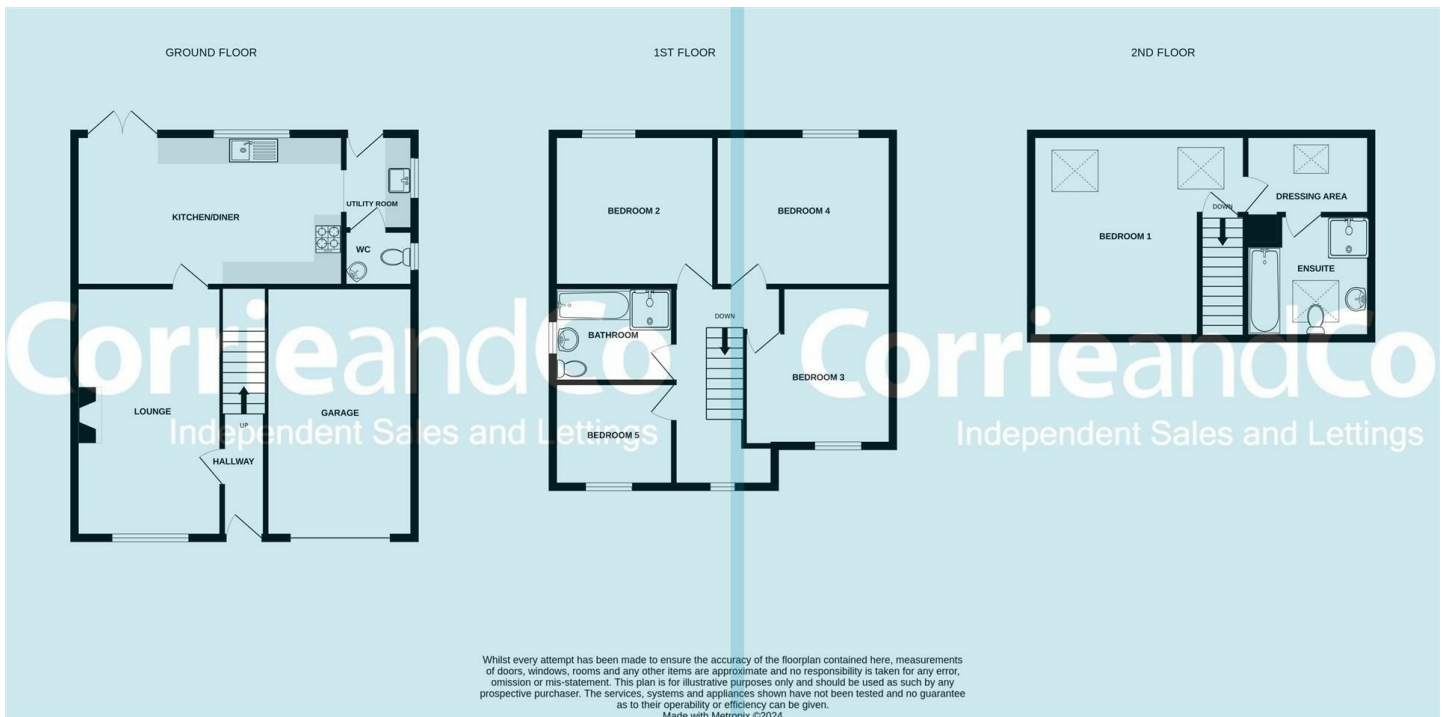 GROUND FLOOR
1ST FLOOR
2ND FLOOR
KITCHEN/DINER
UTILITY ROOM
WC
LOUNGE
UP
HALLWAY
GARAGE
BEDROOM 2
BEDROOM 4
DOWN
BATHROOM
BEDROOM 3
BEDROOM 5
BEDROOM 1
DOWN
DRESSING AREA
ENSUITE
CorrieandCo
Independent Sales and Lettings
CorrieandCo
Independent Sales and Lettings
Whilst every attempt has been made to ensure the accuracy of the floorplan contained here, measurements
of doors, windows, rooms and any other items are approximate and no responsibility is taken for any error,
omission or mis-statement. This plan is for illustrative purposes only and should be used as such by any
prospective purchaser. The services, systems and appliances shown have not been tested and no guarantee
as to their operability or efficiency can be given.
Made with Metropix ©2024